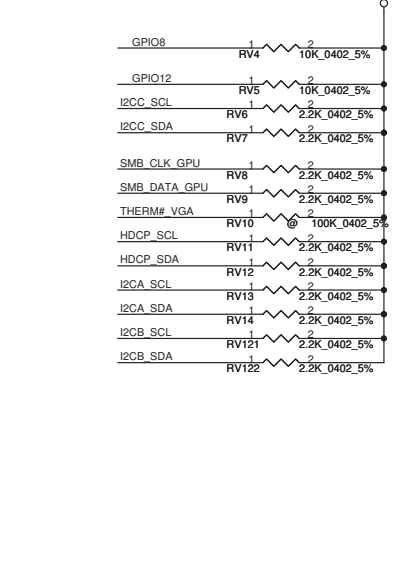 GPIO8 1 2
RV4 10K_0402_5%
GPIO12 1 2
RV5 10K_0402_5%
I2CC_SCL 1 2
RV6 2.2K_0402_5%
I2CC_SDA 1 2
RV7 2.2K_0402_5%
SMB_CLK_GPU 1 2
RV8 2.2K_0402_5%
SMB_DATA_GPU 1 2
RV9 2.2K_0402_5%
THERM#_VGA 1 2
RV10 @ 100K_0402_5%
HDCP_SCL 1 2
RV11 2.2K_0402_5%
HDCP_SDA 1 2
RV12 2.2K_0402_5%
I2CA_SCL 1 2
RV13 2.2K_0402_5%
I2CA_SDA 1 2
RV14 2.2K_0402_5%
I2CB_SCL 1 2
RV121 2.2K_0402_5%
I2CB_SDA 1 2
RV122 2.2K_0402_5%